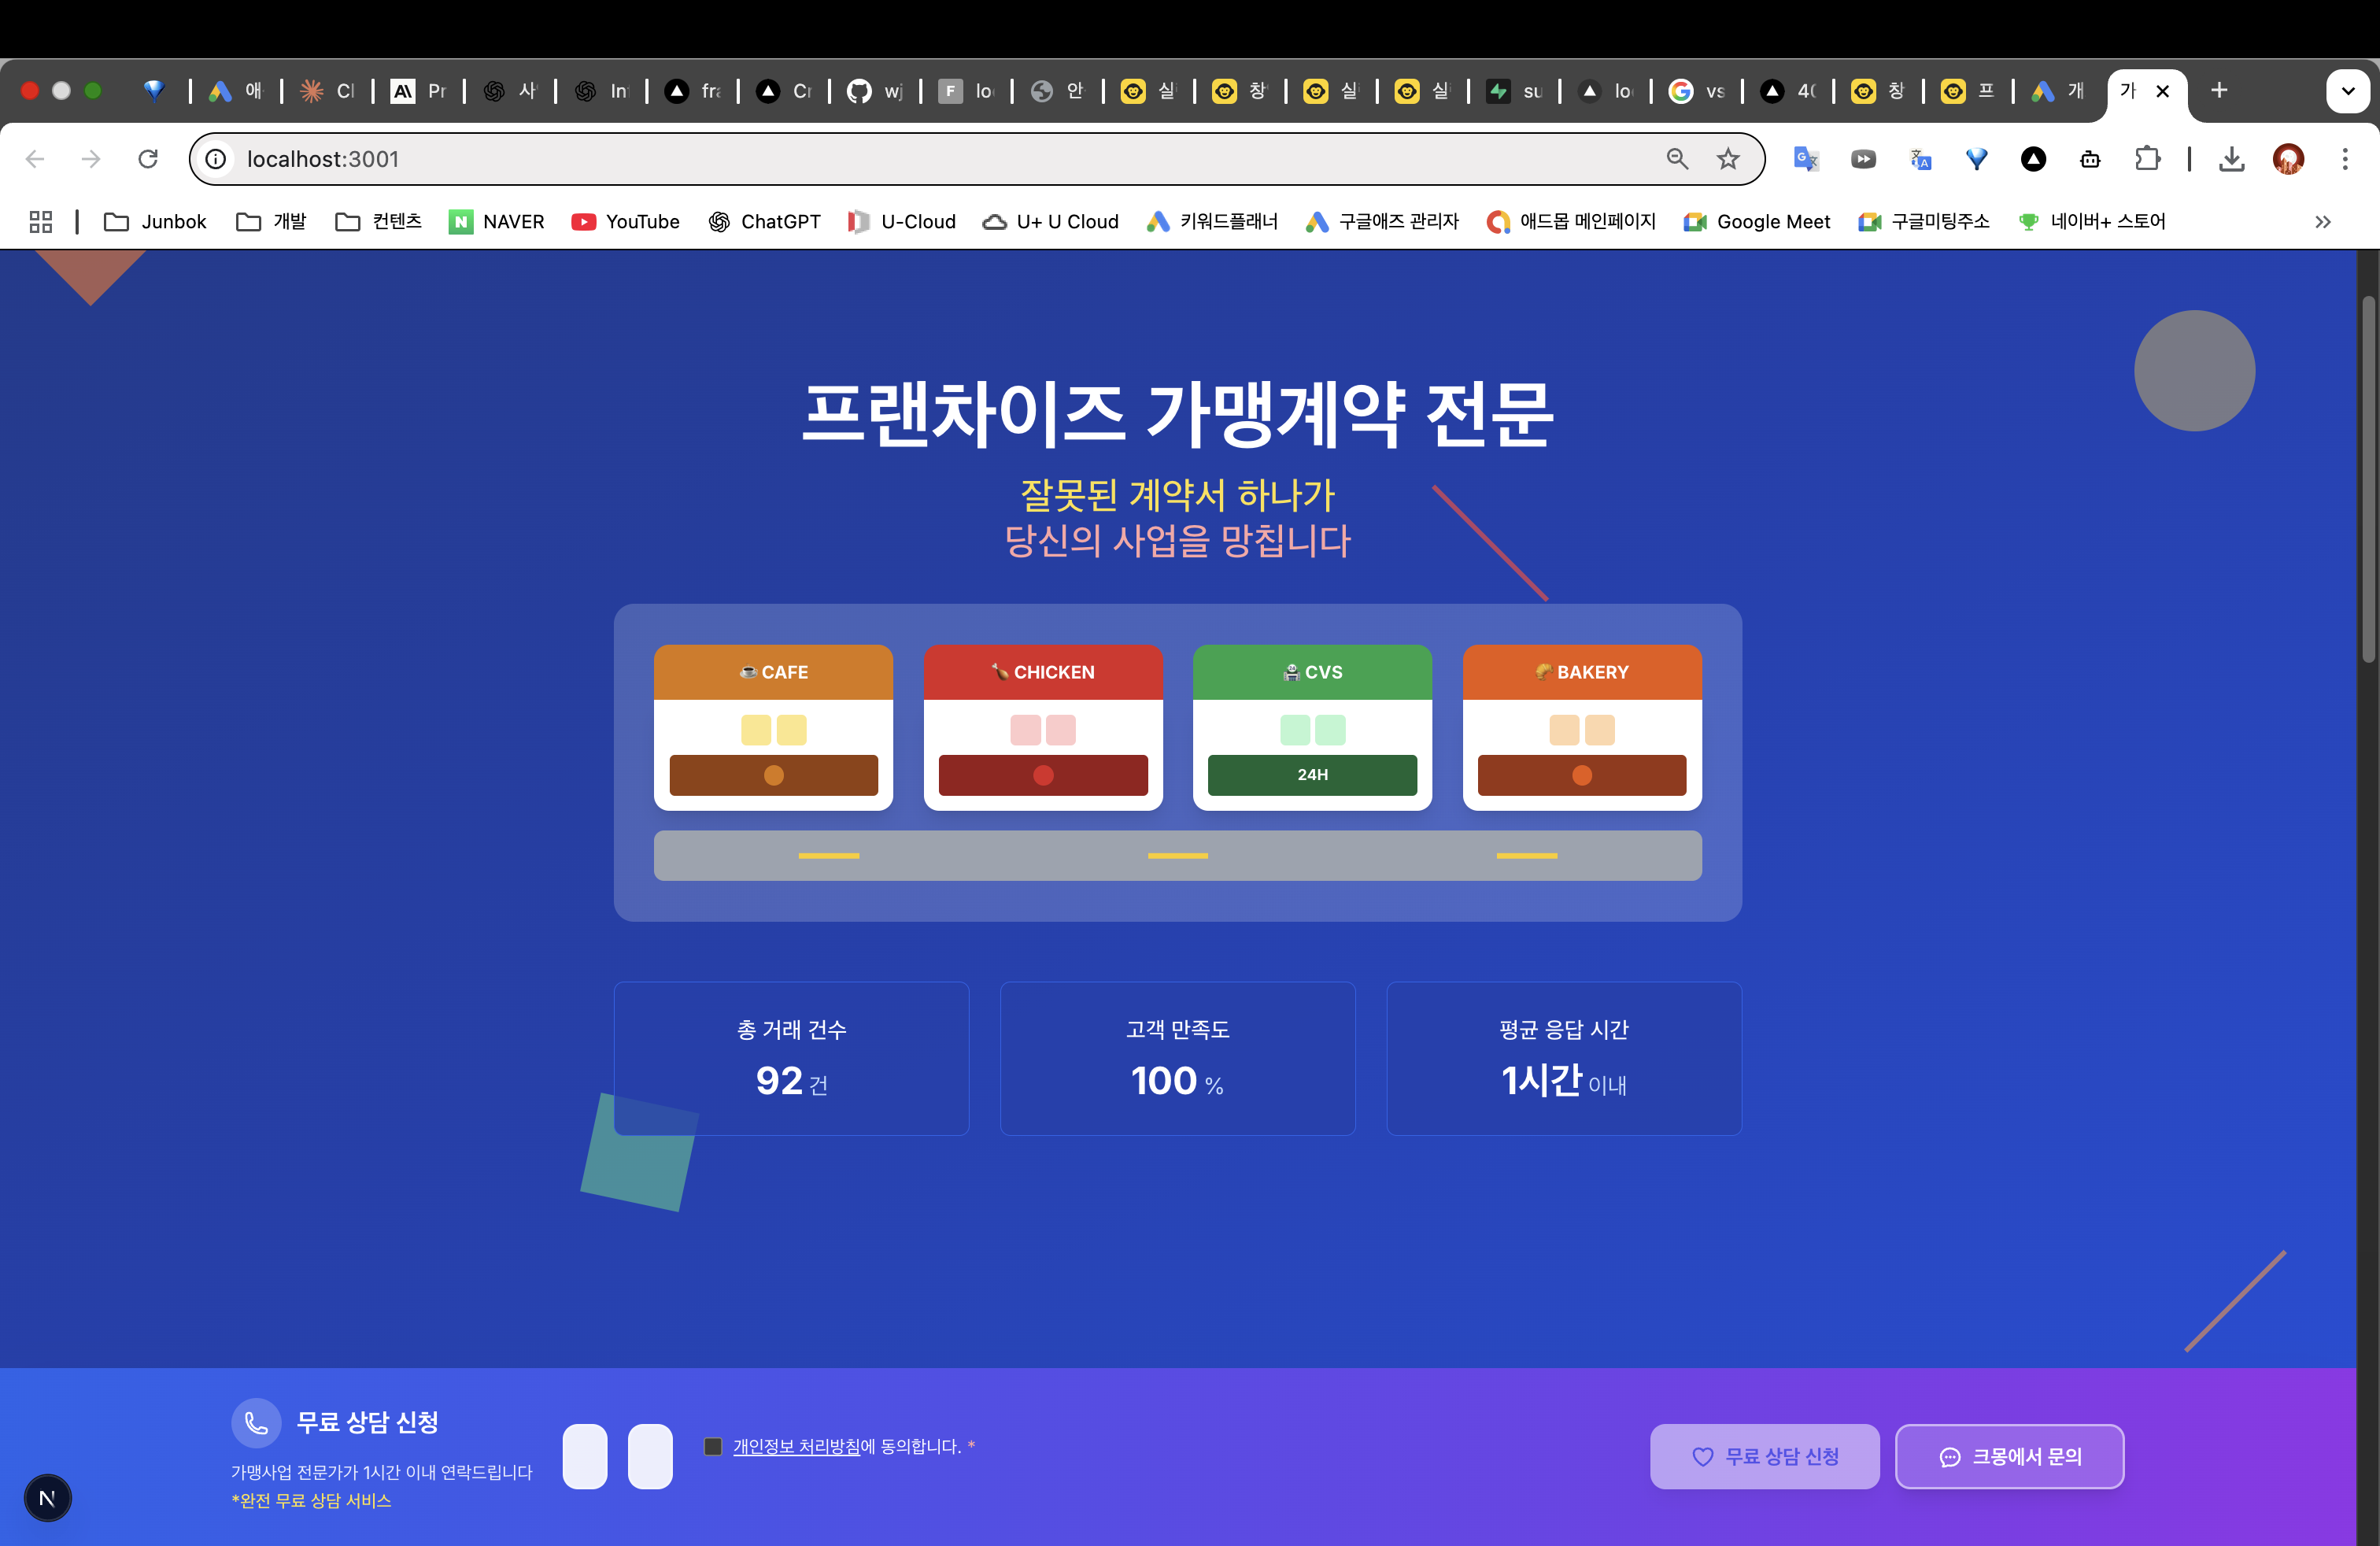 애
Cl
Pr
사
In
fra
Cr
wj
lo
안
실
창
실
실
su
lo
vs
창
프
개
가
localhost:3001
Junbok
개발
컨텐츠
NAVER
YouTube
ChatGPT
U-Cloud
U+ U Cloud
키워드플래너
구글애즈 관리자
애드몹 메인페이지
Google Meet
구글미팅주소
네이버+ 스토어
프랜차이즈 가맹계약 전문
잘못된 계약서 하나가
당신의 사업을 망칩니다
CAFE
CHICKEN
CVS
BAKERY
24H
총 거래 건수
92 건
고객 만족도
100 %
평균 응답 시간
1시간 이내
무료 상담 신청
가맹사업 전문가가 1시간 이내 연락드립니다
*완전 무료 상담 서비스
개인정보 처리방침에 동의합니다. *
무료 상담 신청
크몽에서 문의
N